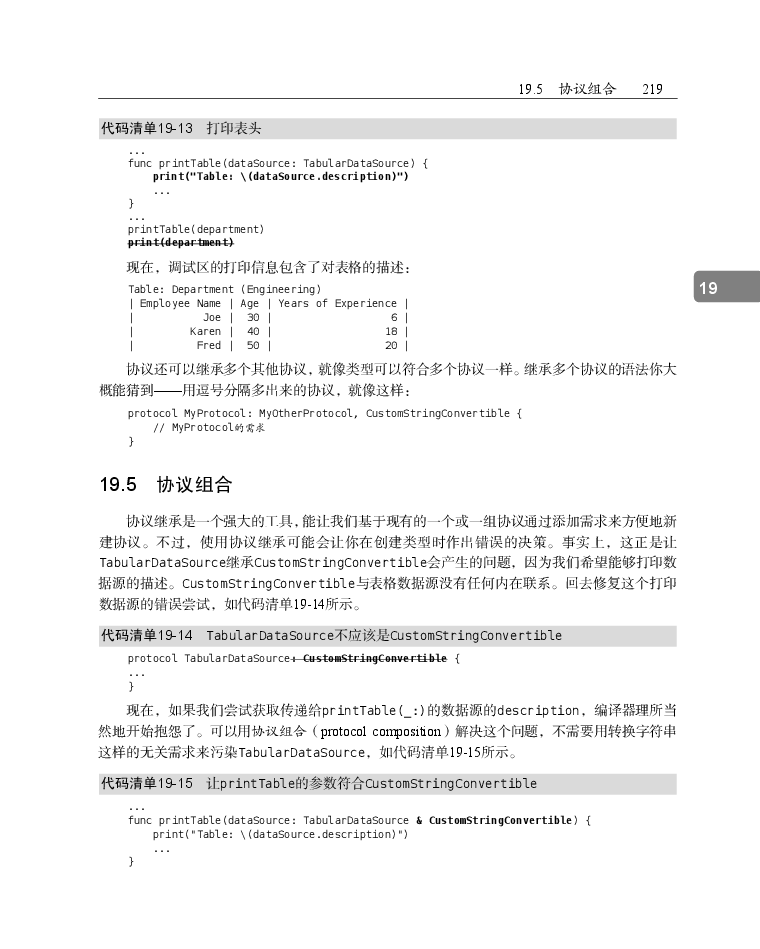 19.5 协议组合 219
代码清单19-13 打印表头
...
func printTable(dataSource: TabularDataSource) {
    print("Table: \(dataSource.description)")
    ...
}
...
printTable(department)
print(department)
现在，调试区的打印信息包含了对表格的描述：
19
Table: Department (Engineering)
| Employee Name | Age | Years of Experience |
|           Joe |  30 |                   6 |
|         Karen |  40 |                  18 |
|          Fred |  50 |                  20 |
协议还可以继承多个其他协议，就像类型可以符合多个协议一样。继承多个协议的语法你大
概能猜到——用逗号分隔多出来的协议，就像这样：
protocol MyProtocol: MyOtherProtocol, CustomStringConvertible {
    // MyProtocol的需求
}
19.5 协议组合
协议继承是一个强大的工具，能让我们基于现有的一个或一组协议通过添加需求来方便地新
建协议。不过，使用协议继承可能会让你在创建类型时作出错误的决策。事实上，这正是让
TabularDataSource继承CustomStringConvertible会产生的问题，因为我们希望能够打印数
据源的描述。CustomStringConvertible与表格数据源没有任何内在联系。回去修复这个打印
数据源的错误尝试，如代码清单19-14所示。
代码清单19-14 TabularDataSource不应该是CustomStringConvertible
protocol TabularDataSource: CustomStringConvertible {
...
}
现在，如果我们尝试获取传递给printTable(_:)的数据源的description，编译器理所当
然地开始抱怨了。可以用协议组合（protocol composition）解决这个问题，不需要用转换字符串
这样的无关需求来污染TabularDataSource，如代码清单19-15所示。
代码清单19-15 让printTable的参数符合CustomStringConvertible
...
func printTable(dataSource: TabularDataSource & CustomStringConvertible) {
    print("Table: \(dataSource.description)")
    ...
}